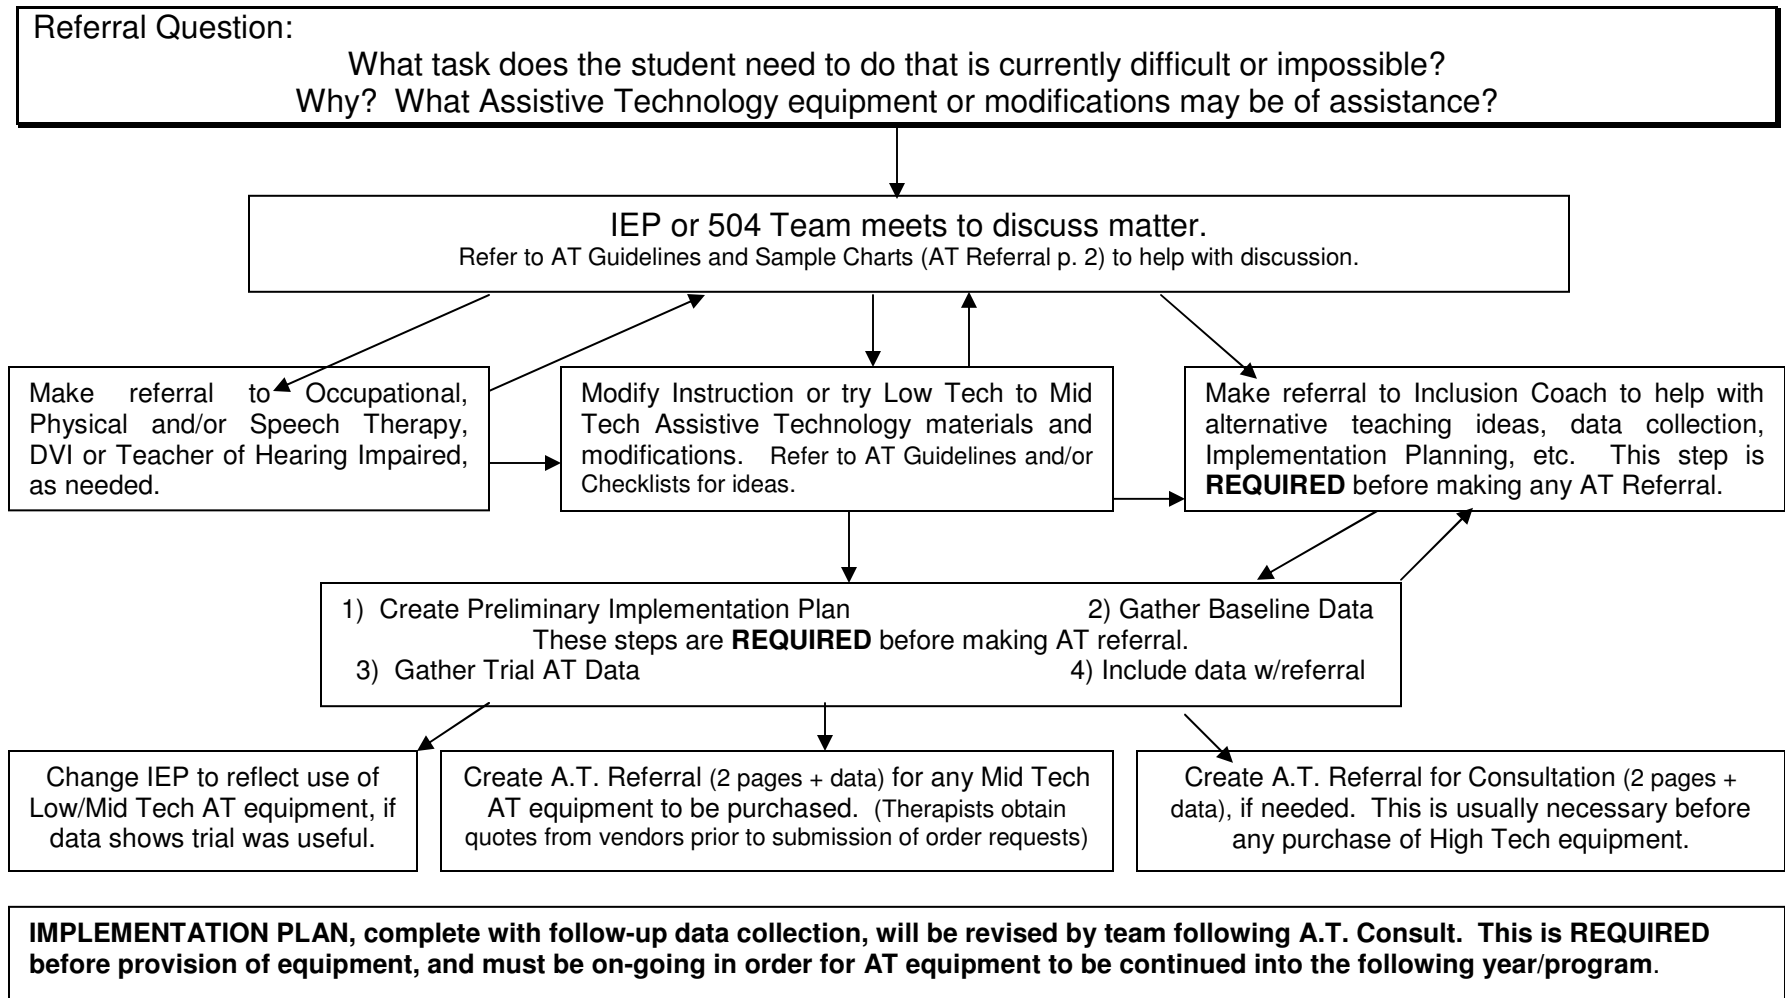 Referral Question:
What task does the student need to do that is currently difficult or impossible?
Why? What Assistive Technology equipment or modifications may be of assistance?
IEP or 504 Team meets to discuss matter.
Refer to AT Guidelines and Sample Charts (AT Referral p. 2) to help with discussion.
Make referral to Occupational,
Physical and/or Speech Therapy,
DVI or Teacher of Hearing Impaired,
as needed.
Modify Instruction or try Low Tech to Mid
Tech Assistive Technology materials and
modifications. Refer to AT Guidelines and/or
Checklists for ideas.
Make referral to Inclusion Coach to help with
alternative teaching ideas, data collection,
Implementation Planning, etc. This step is
REQUIRED before making any AT Referral.
1) Create Preliminary Implementation Plan 2) Gather Baseline Data
These steps are REQUIRED before making AT referral.
3) Gather Trial AT Data 4) Include data w/referral
Change IEP to reflect use of
Low/Mid Tech AT equipment, if
data shows trial was useful.
Create A.T. Referral (2 pages + data) for any Mid Tech
AT equipment to be purchased. (Therapists obtain
quotes from vendors prior to submission of order requests)
Create A.T. Referral for Consultation (2 pages +
data), if needed. This is usually necessary before
any purchase of High Tech equipment.
IMPLEMENTATION PLAN, complete with follow-up data collection, will be revised by team following A.T. Consult. This is REQUIRED
before provision of equipment, and must be on-going in order for AT equipment to be continued into the following year/program.